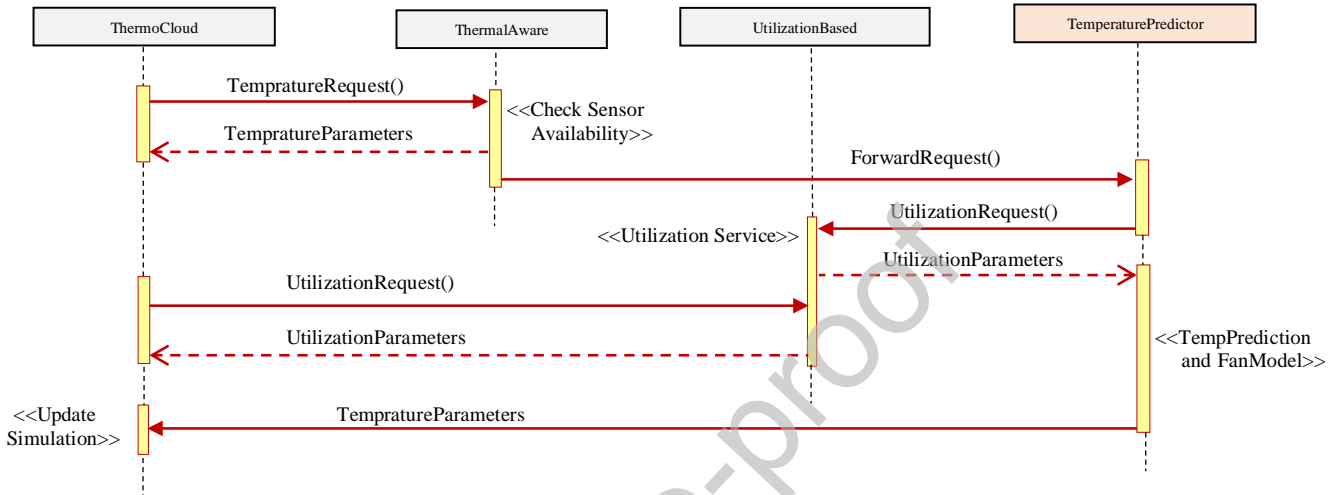 ThermoCloud
ThermalAware
UtilizationBased
TemperaturePredictor
TempratureRequest()
<<Check Sensor
Availability>>
TempratureParameters
ForwardRequest()
UtilizationRequest()
<<Utilization Service>>
UtilizationParameters
UtilizationRequest()
UtilizationParameters
<<TempPrediction
and FanModel>>
<<Update
Simulation>>
TempratureParameters
e-proof